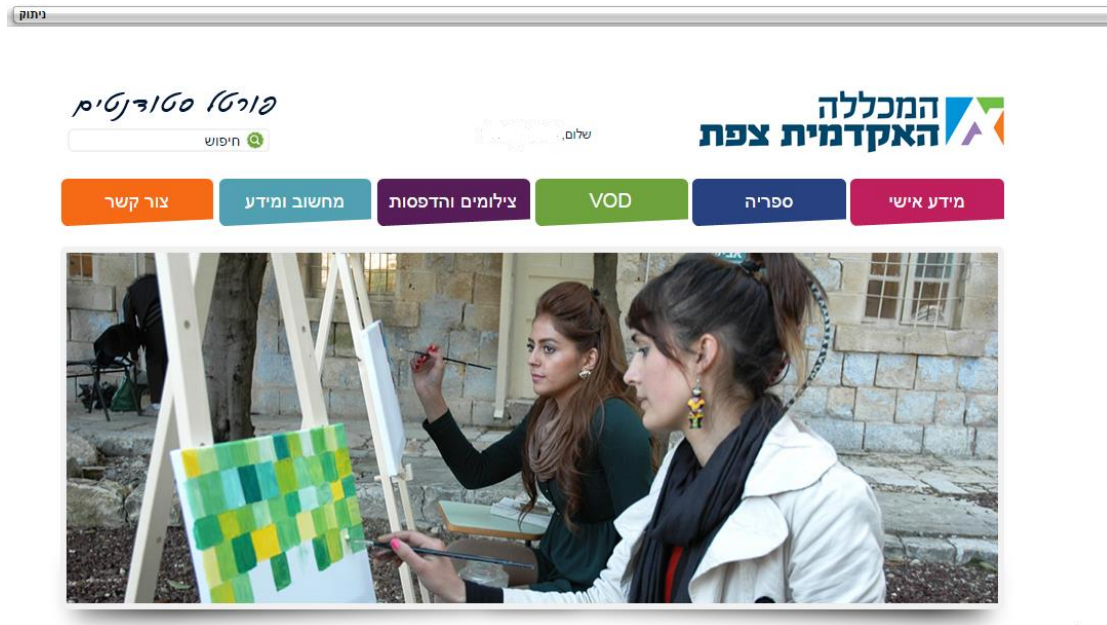 ניתוק
המכללה
האקדמית צפת
פורטל סטודנטים
שלום,
חיפוש
מידע אישי
ספריה
VOD
צילומים והדפסות
מחשוב ומידע
צור קשר